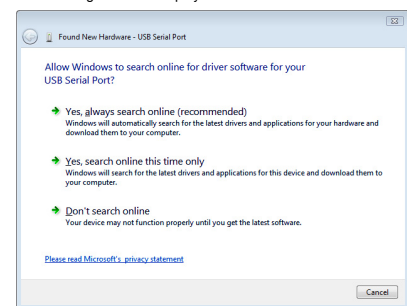 Found New Hardware - USB Serial Port
Allow Windows to search online for driver software for your
USB Serial Port?
Yes, always search online (recommended)
Windows will automatically search for the latest drivers and applications for your hardware and
download them to your computer.
Yes, search online this time only
Windows will search for the latest drivers and applications for this device and download them to
your computer.
Don't search online
Your device may not function properly until you get the latest software.
Please read Microsoft's privacy statement
Cancel